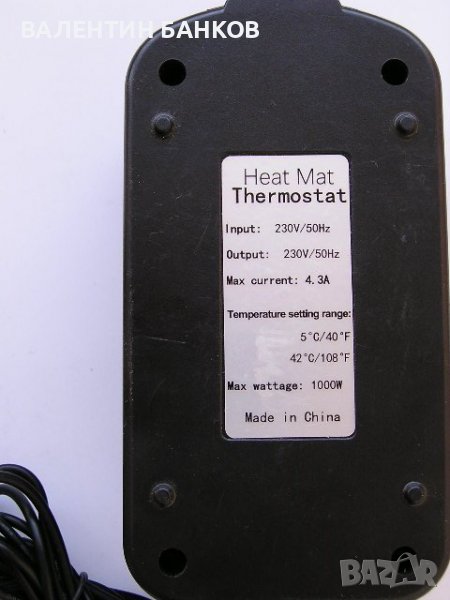 ВАЛЕНТИН БАНКОВ
Heat Mat
Thermostat
Input: 230V/50Hz
Output: 230V/50Hz
Max current: 4.3A
Temperature setting range:
5°C/40°F
42°C/108°F
Max wattage: 1000W
Made in China
BAZAR